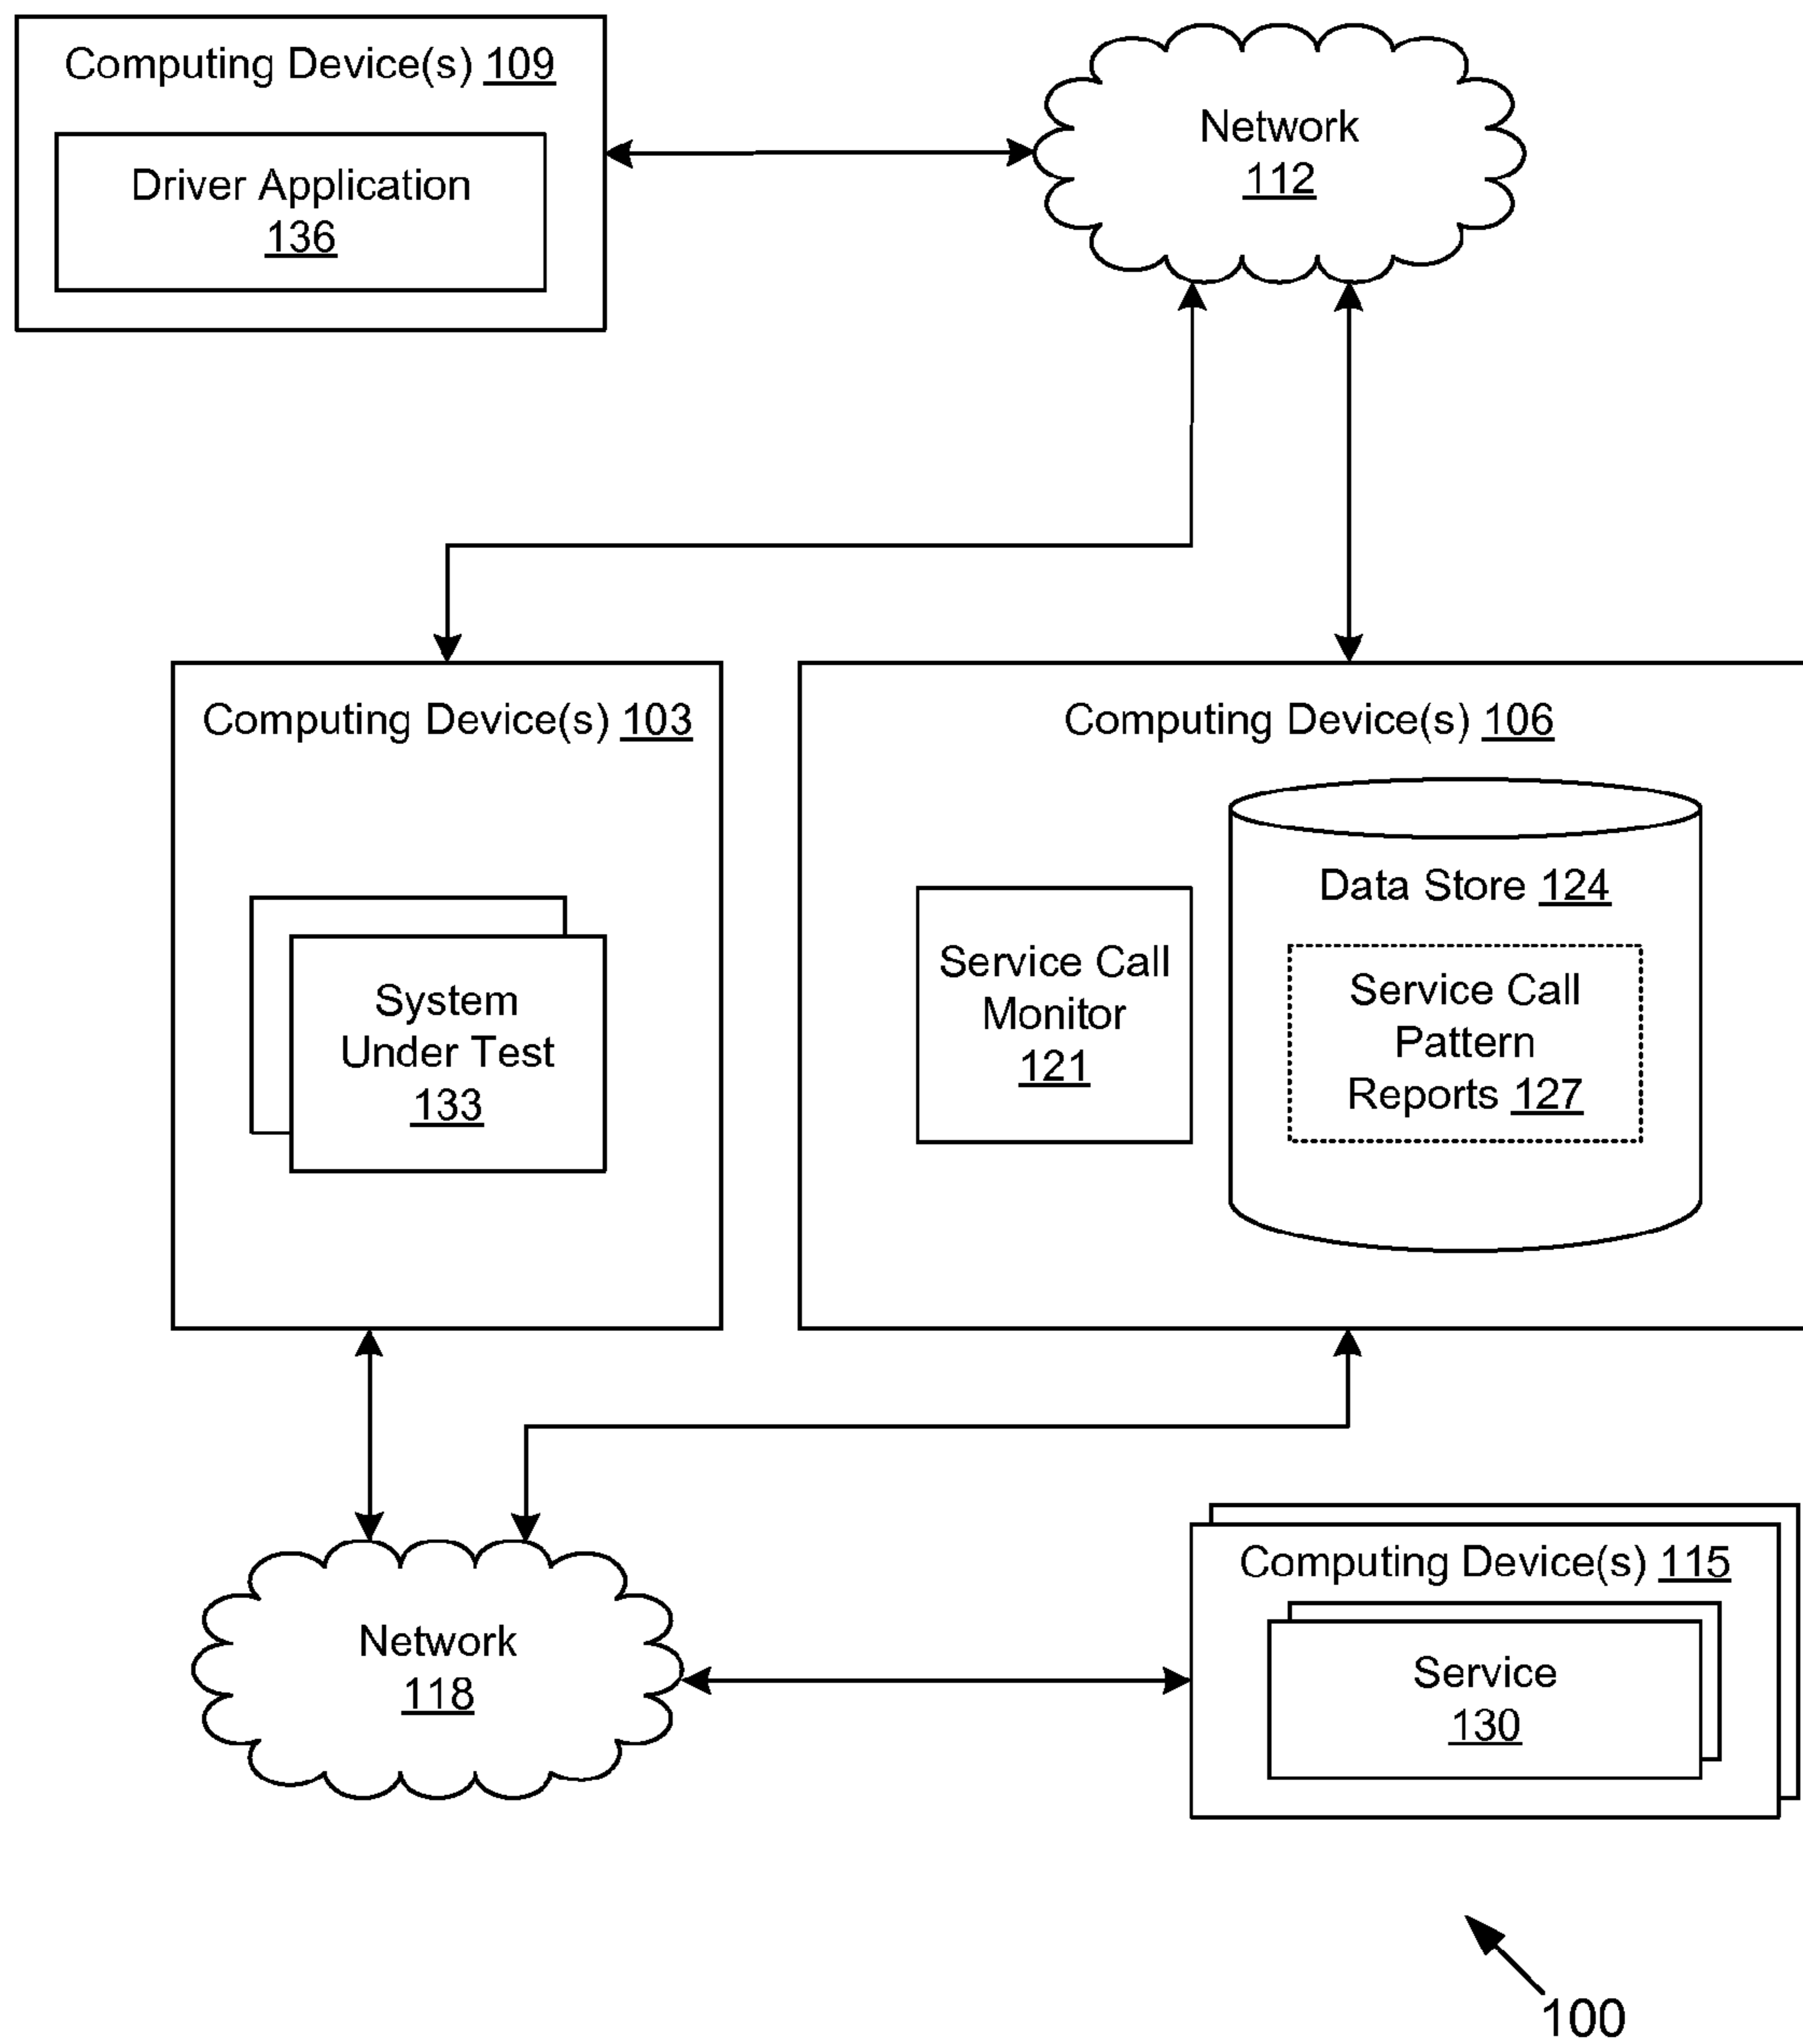 Computing Device(s) 109
Driver Application
136
Network
112
Computing Device(s) 103
System
Under Test
133
Computing Device(s) 106
Service Call
Monitor
121
Data Store 124
Service Call
Pattern
Reports 127
Network
118
Computing Device(s) 115
Service
130
100